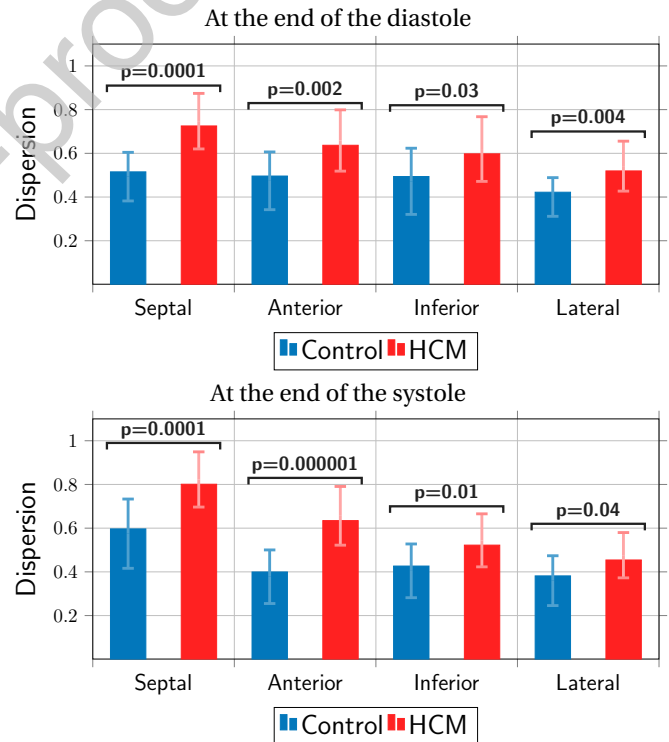 At the end of the diastole
Dispersion
1
0.8
0.6
0.4
0.2
p=0.0001
p=0.002
p=0.03
p=0.004
Septal Anterior Inferior Lateral
Control HCM
At the end of the systole
Dispersion
1
0.8
0.6
0.4
0.2
p=0.0001
p=0.000001
p=0.01
p=0.04
Septal Anterior Inferior Lateral
Control HCM